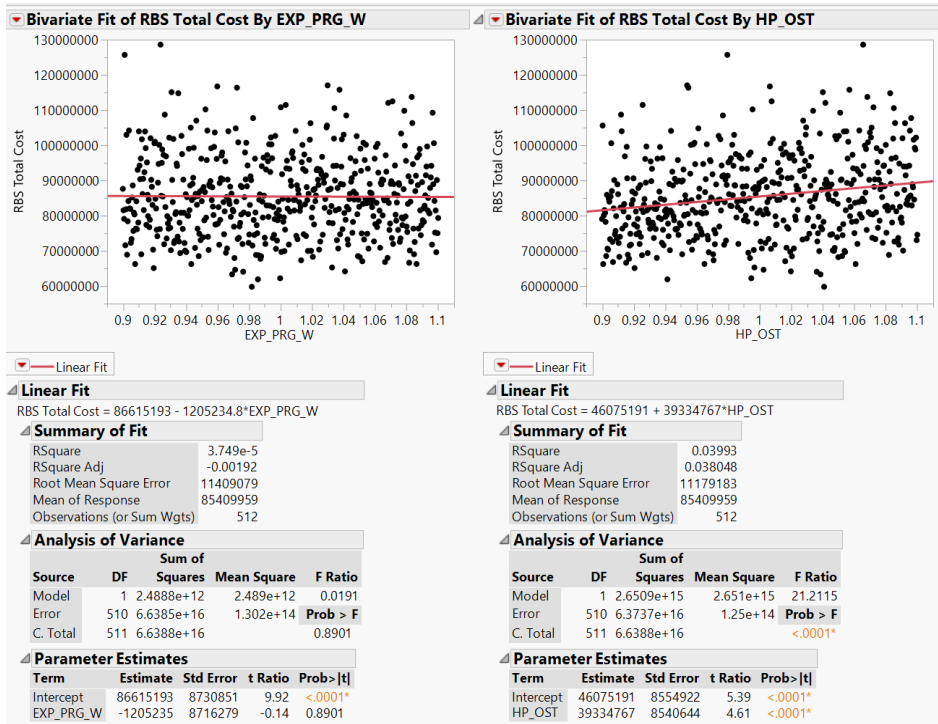 Bivariate Fit of RBS Total Cost By EXP_PRG_W
130000000
120000000
110000000
100000000
90000000
80000000
70000000
60000000
RBS Total Cost
0.9 0.92 0.94 0.96 0.98 1 1.02 1.04 1.06 1.08 1.1
EXP_PRG_W
Linear Fit
Linear Fit
RBS Total Cost = 86615193 - 1205234.8*EXP_PRG_W
Summary of Fit
RSquare 3.749e-5
RSquare Adj -0.00192
Root Mean Square Error 11409079
Mean of Response 85409959
Observations (or Sum Wgts) 512
Analysis of Variance
Sum of
Source DF Squares Mean Square F Ratio
Model 1 2.4888e+12 2.489e+12 0.0191
Error 510 6.6385e+16 1.302e+14 Prob > F
C. Total 511 6.6388e+16 0.8901
Parameter Estimates
Term Estimate Std Error t Ratio Prob>|t|
Intercept 86615193 8730851 9.92 <.0001*
EXP_PRG_W -1205235 8716279 -0.14 0.8901
Bivariate Fit of RBS Total Cost By HP_OST
130000000
120000000
110000000
100000000
90000000
80000000
70000000
60000000
RBS Total Cost
0.9 0.92 0.94 0.96 0.98 1 1.02 1.04 1.06 1.08 1.1
HP_OST
Linear Fit
Linear Fit
RBS Total Cost = 46075191 + 39334767*HP_OST
Summary of Fit
RSquare 0.03993
RSquare Adj 0.038048
Root Mean Square Error 11179183
Mean of Response 85409959
Observations (or Sum Wgts) 512
Analysis of Variance
Sum of
Source DF Squares Mean Square F Ratio
Model 1 2.6509e+15 2.651e+15 21.2115
Error 510 6.3737e+16 1.25e+14 Prob > F
C. Total 511 6.6388e+16 <.0001*
Parameter Estimates
Term Estimate Std Error t Ratio Prob>|t|
Intercept 46075191 8554922 5.39 <.0001*
HP_OST 39334767 8540644 4.61 <.0001*